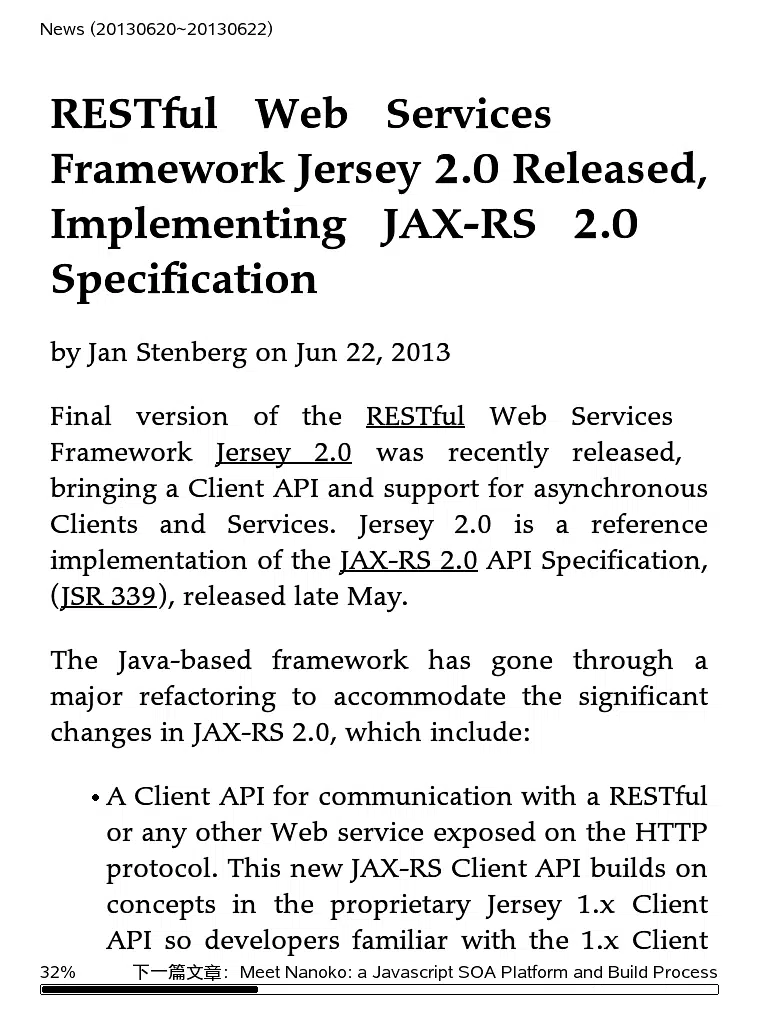 News (20130620~20130622)
RESTful Web Services
Framework Jersey 2.0 Released,
Implementing JAX-RS 2.0
Specification
by Jan Stenberg on Jun 22, 2013
Final version of the RESTful Web Services
Framework Jersey 2.0 was recently released,
bringing a Client API and support for asynchronous
Clients and Services. Jersey 2.0 is a reference
implementation of the JAX-RS 2.0 API Specification,
(JSR 339), released late May.
The Java-based framework has gone through a
major refactoring to accommodate the significant
changes in JAX-RS 2.0, which include:
• A Client API for communication with a RESTful
or any other Web service exposed on the HTTP
protocol. This new JAX-RS Client API builds on
concepts in the proprietary Jersey 1.x Client
API so developers familiar with the 1.x Client
32% 下一篇文章： Meet Nanoko: a Javascript SOA Platform and Build Process